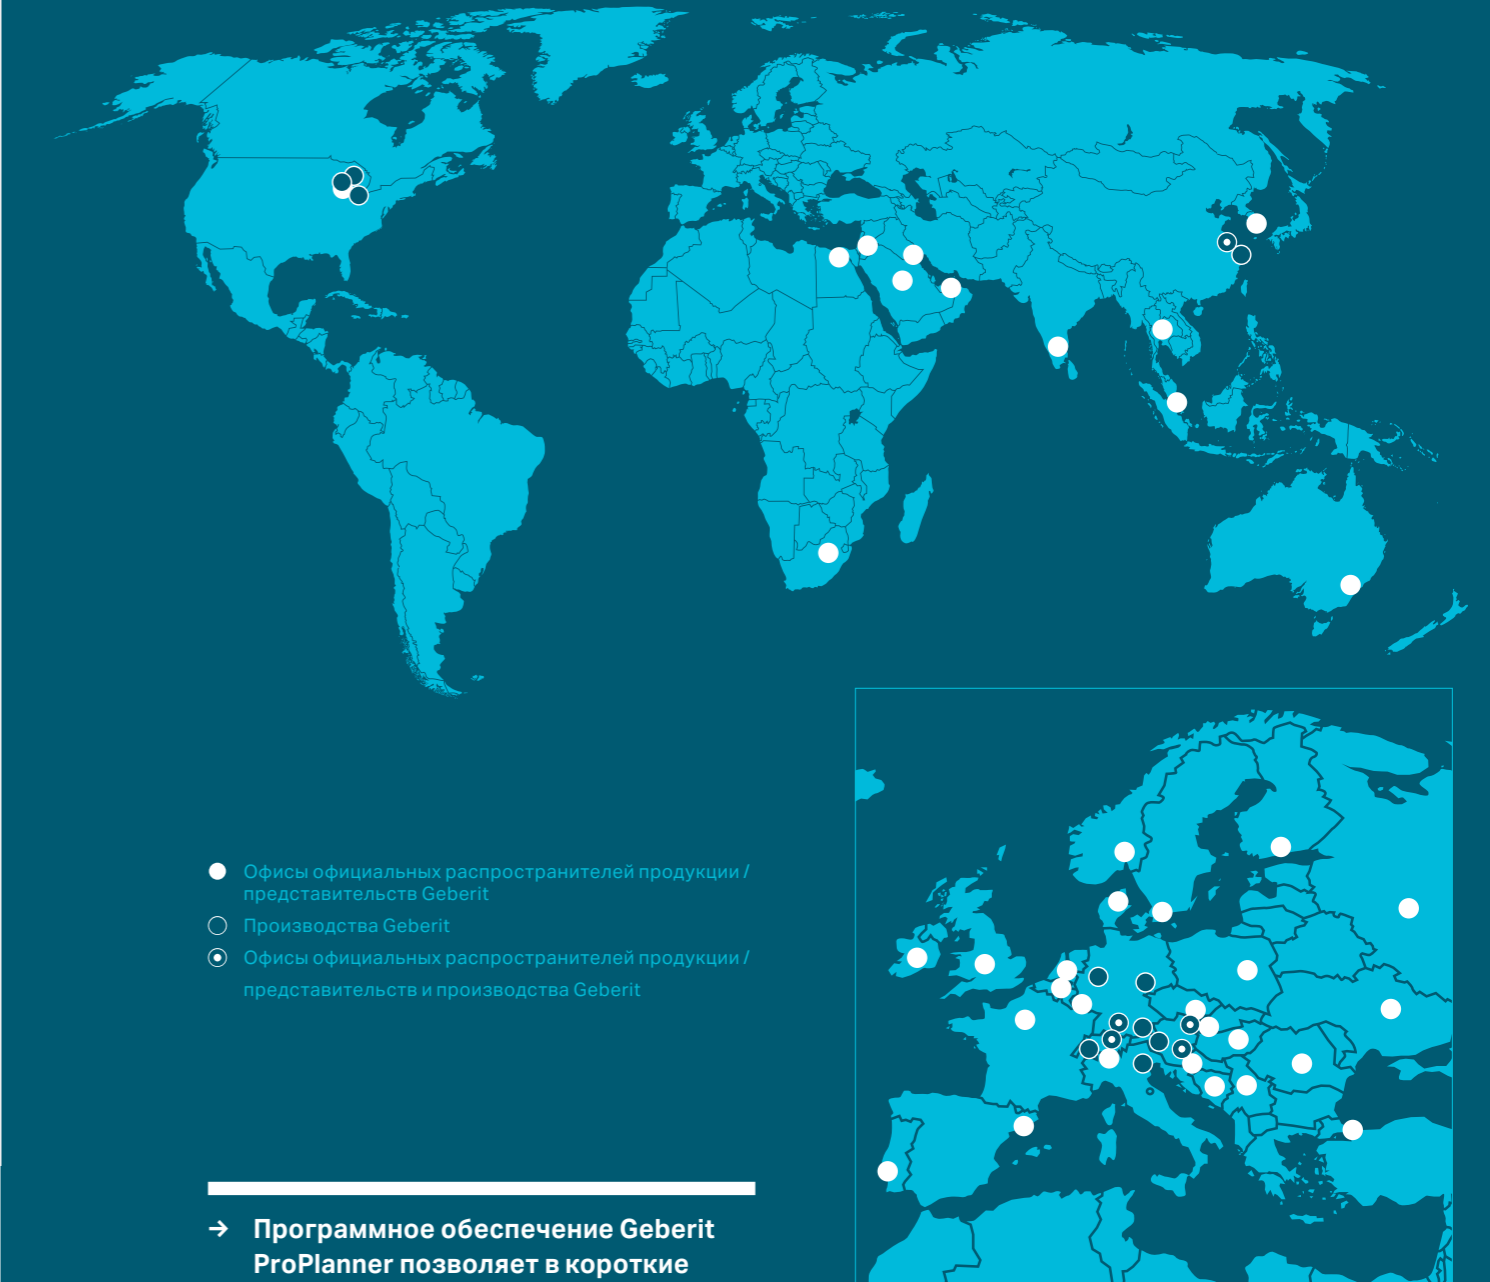 Офисы официальных распространителей продукции /
представительств Geberit
Производства Geberit
Офисы официальных распространителей продукции /
представительств и производства Geberit
→ Программное обеспечение Geberit
ProPlanner позволяет в короткие